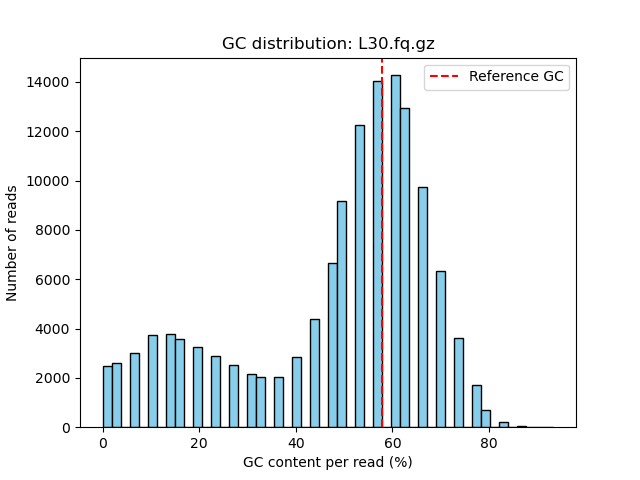 GC distribution: L30.fq.gz
Reference GC
14000
12000
10000
8000
6000
4000
2000
0
Number of reads
0 20 40 60 80
GC content per read (%)